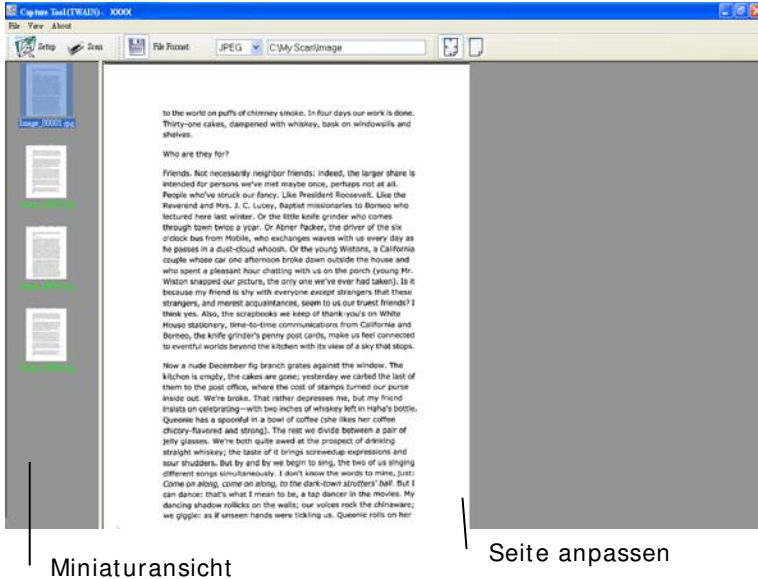 Capture Tool(TWAIN) - XXXX
File View About
Setup Scan File Format JPEG C:\My Scan\Image
Image_00001.jpg
to the world on puffs of chimney smoke. In four days our work is done.
Thirty-one cakes, dampened with whiskey, bask on windowsills and
shelves.
Who are they for?
Friends. Not necessarily neighbor friends: indeed, the larger share is
intended for persons we've met maybe once, perhaps not at all.
People who've struck our fancy. Like President Roosevelt. Like the
Reverend and Mrs. J. C. Lucey, Baptist missionaries to Borneo who
lectured here last winter. Or the little knife grinder who comes
through town twice a year. Or Abner Packer, the driver of the six
o'clock bus from Mobile, who exchanges waves with us every day as
he passes in a dust-cloud whoosh. Or the young Wistons, a California
couple whose car one afternoon broke down outside the house and
who spent a pleasant hour chatting with us on the porch (young Mr.
Wiston snapped our picture, the only one we've ever had taken). Is it
because my friend is shy with everyone except strangers that these
strangers, and merest acquaintances, seem to us our truest friends? I
think yes. Also, the scrapbooks we keep of thank-you's on White
House stationery, time-to-time communications from California and
Borneo, the knife grinder's penny post cards, make us feel connected
to eventful worlds beyond the kitchen with its view of a sky that stops.
Now a nude December fig branch grates against the window. The
kitchen is empty, the cakes are gone; yesterday we carted the last of
them to the post office, where the cost of stamps turned our purse
inside out. We're broke. That rather depresses me, but my friend
insists on celebrating—with two inches of whiskey left in Haha's bottle.
Queenie has a spoonful in a bowl of coffee (she likes her coffee
chicory-flavored and strong). The rest we divide between a pair of
jelly glasses. We're both quite awed at the prospect of drinking
straight whiskey; the taste of it brings screwedup expressions and
sour shudders. But by and by we begin to sing, the two of us singing
different songs simultaneously. I don't know the words to mine, just:
Come on along, come on along, to the dark-town strutters' ball. But I
can dance: that's what I mean to be, a tap dancer in the movies. My
dancing shadow rollicks on the walls; our voices rock the chinaware;
we giggle: as if unseen hands were tickling us. Queenie rolls on her
Miniaturansicht
Seite anpassen